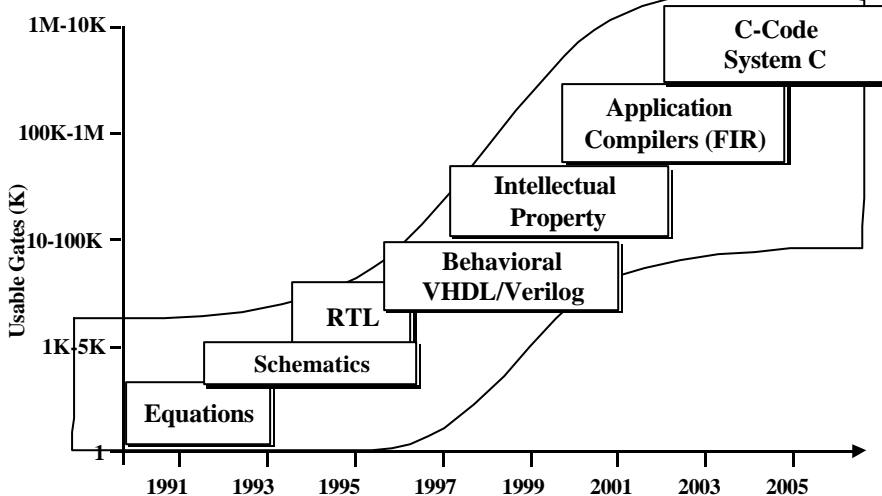 1M-10K
C-Code
System C
Application
Compilers (FIR)
100K-1M
Intellectual
Property
Usable Gates (K)
10-100K
Behavioral
VHDL/Verilog
RTL
1K-5K
Schematics
Equations
1
1991 1993 1995 1997 1999 2001 2003 2005